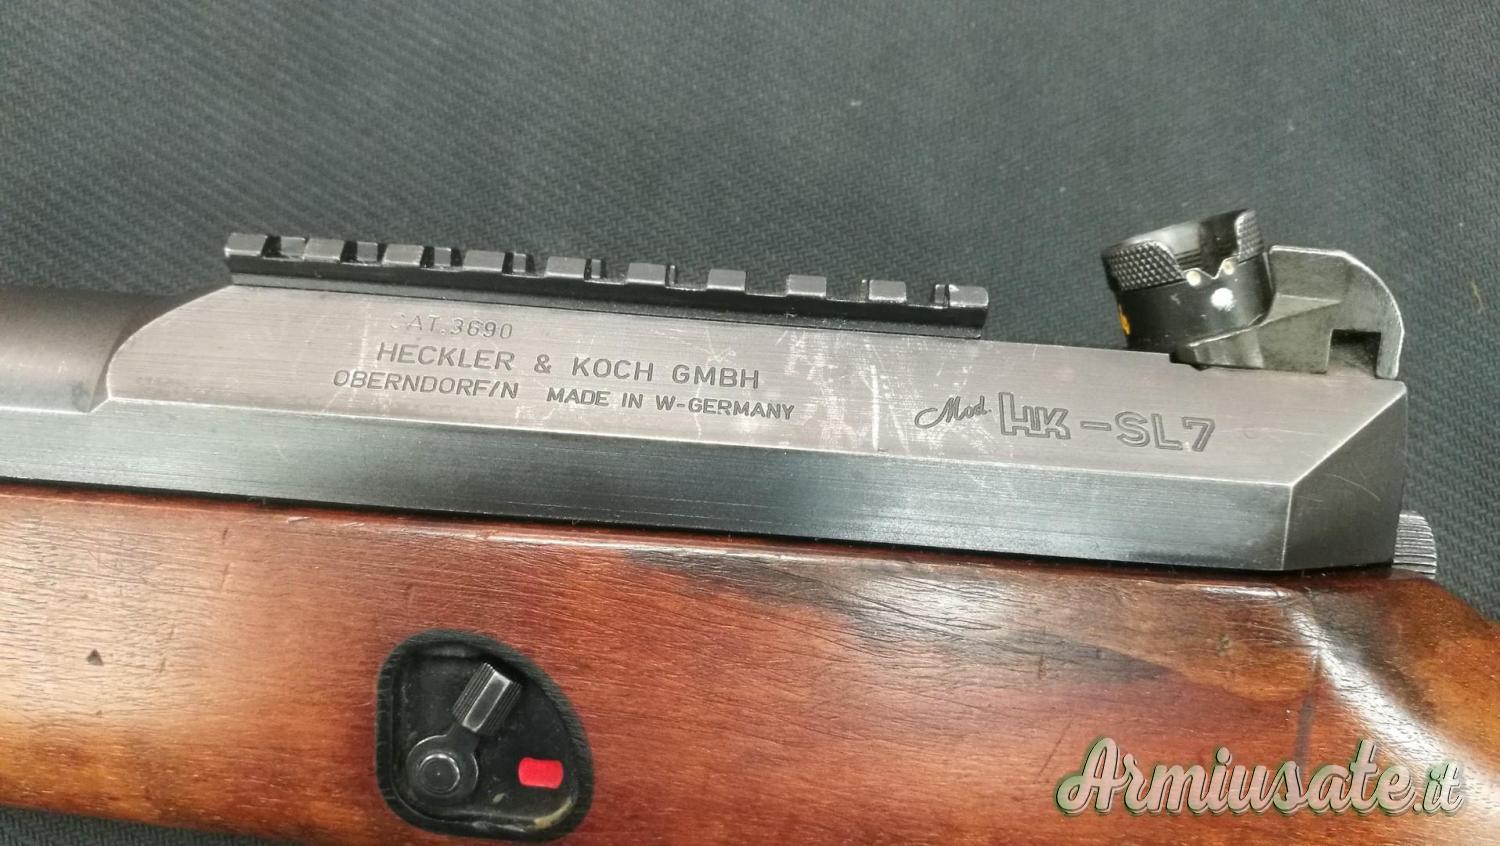 CAT.3690
HECKLER & KOCH GMBH
OBERNDORF/N MADE IN W-GERMANY
Mod. HK-SL7
Armiusate.it